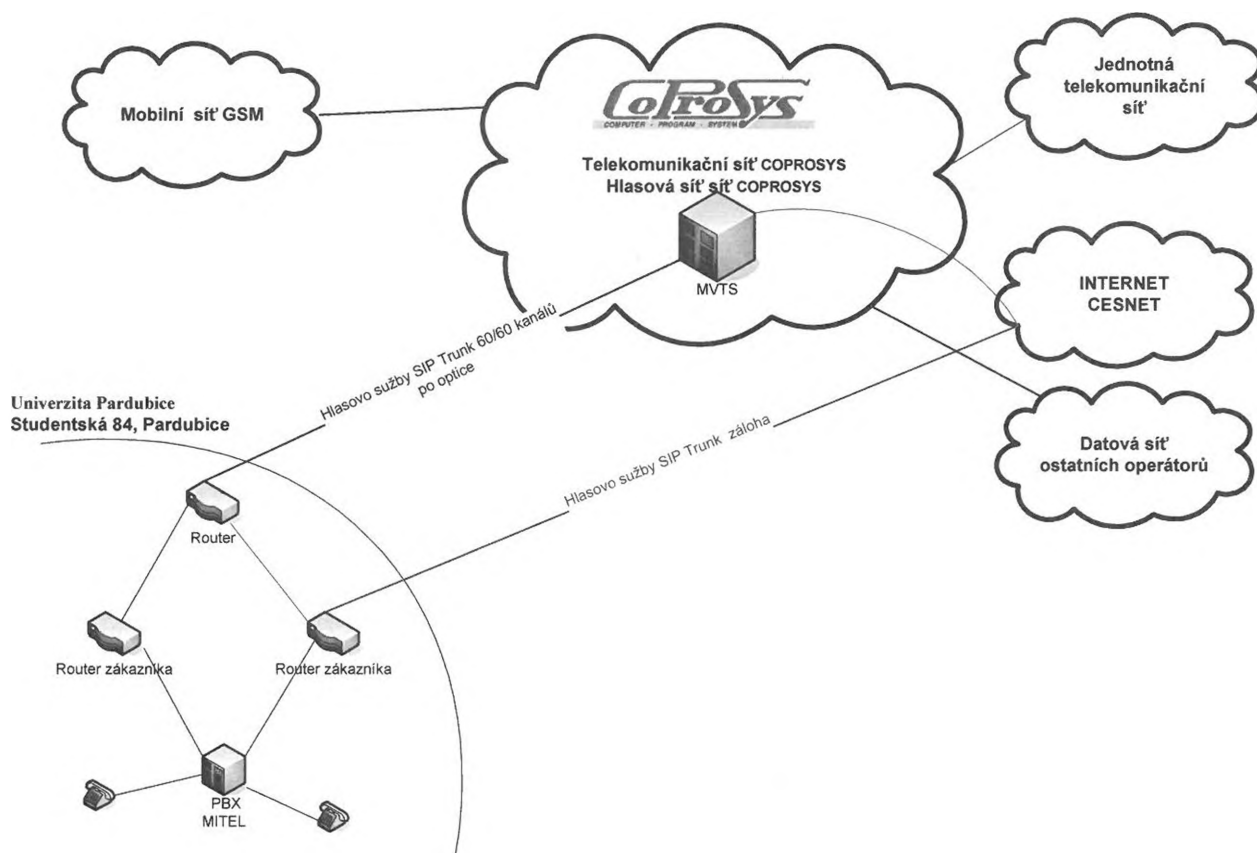 Mobilní síť GSM
CoProSys
COMPUTER - PROGRAM - SYSTEM
Telekomunikační síť COPROSYS
Hlasová síť síť COPROSYS
MVTS
Jednotná
telekomunikační
síť
INTERNET
CESNET
Datová síť
ostatních operátorů
Hlasovo sužby SIP Trunk 60/60 kanálů
po optice
Hlasovo sužby SIP Trunk záloha
Univerzita Pardubice
Studentská 84, Pardubice
Router
Router zákazníka
Router zákazníka
PBX
MITEL